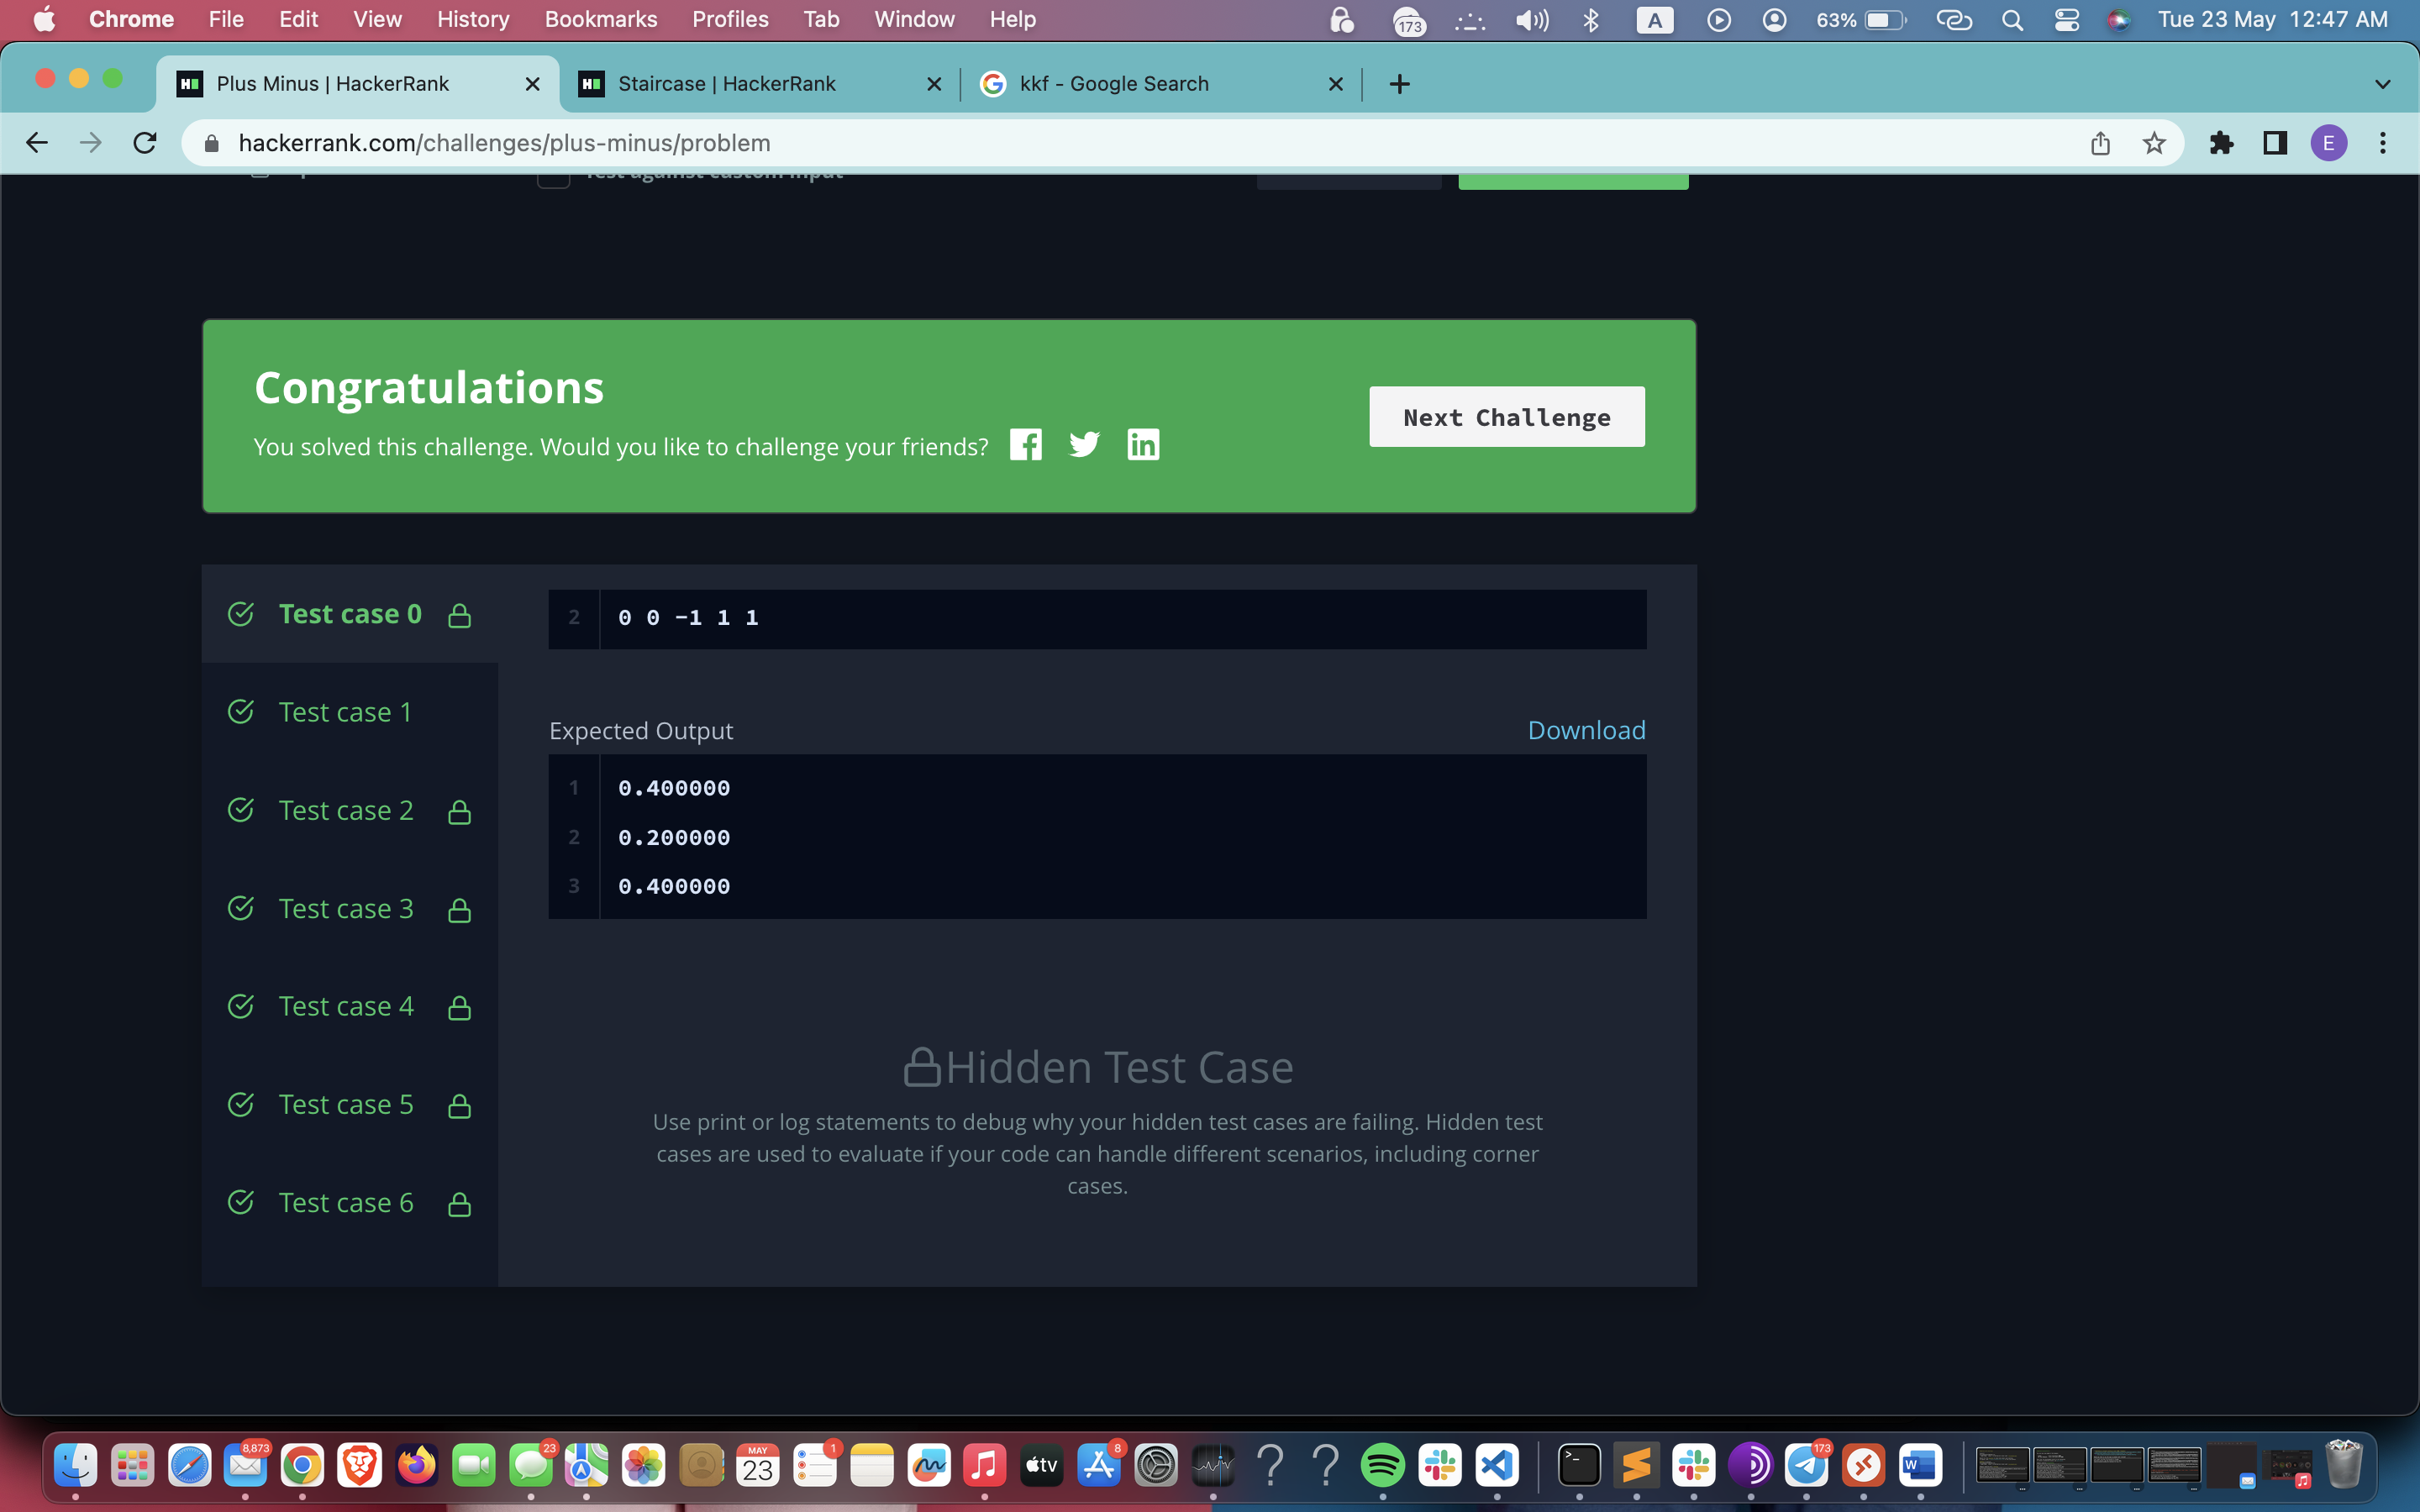 Chrome File Edit View History Bookmarks Profiles Tab Window Help 173 A 63% Tue 23 May 12:47 AM
Plus Minus | HackerRank Staircase | HackerRank kkf - Google Search
hackerrank.com/challenges/plus-minus/problem E
Test against custom input
Congratulations
You solved this challenge. Would you like to challenge your friends?
Next Challenge
Test case 0
2 0 0 -1 1 1
Test case 1
Expected Output Download
1 0.400000
Test case 2
2 0.200000
3 0.400000
Test case 3
Test case 4
Hidden Test Case
Test case 5
Use print or log statements to debug why your hidden test cases are failing. Hidden test
cases are used to evaluate if your code can handle different scenarios, including corner
cases.
Test case 6
8,873 23 MAY 23 1 tv 8 173 W